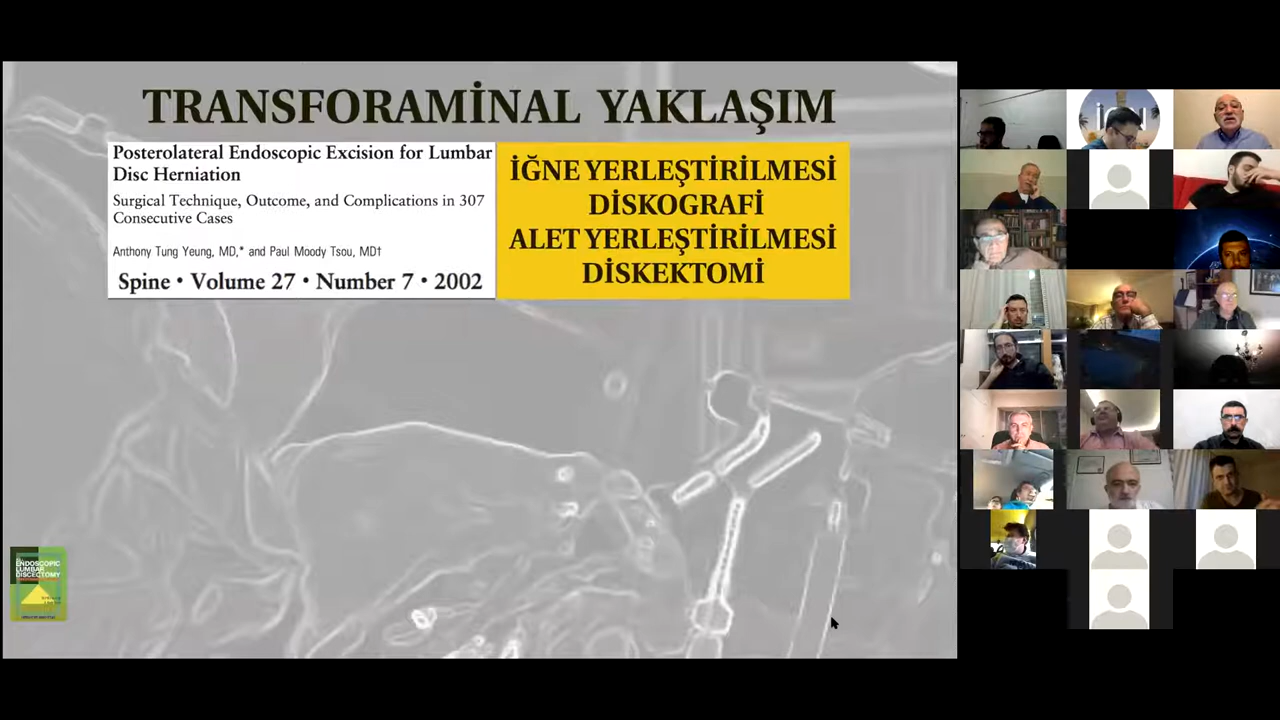 TRANSFORAMİNAL YAKLAŞIM
Posterolateral Endoscopic Excision for Lumbar
Disc Herniation
Surgical Technique, Outcome, and Complications in 307
Consecutive Cases
Anthony Tung Yeung, MD,* and Paul Moody Tsou, MD†
Spine • Volume 27 • Number 7 • 2002
İĞNE YERLEŞTİRİLMESİ
DİSKOGRAFİ
ALET YERLEŞTİRİLMESİ
DİSKEKTOMİ
ENDOSCOPIC
LUMBAR
DISCECTOMY